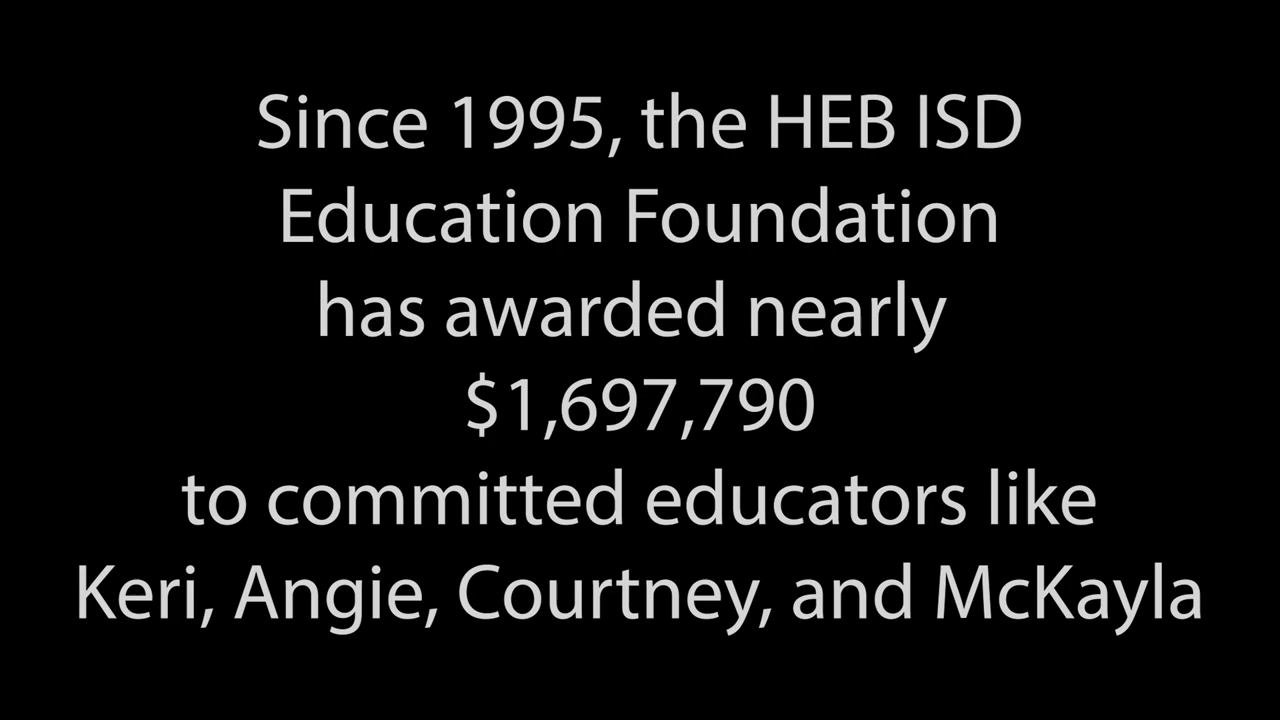 Since 1995, the HEB ISD
Education Foundation
has awarded nearly
$1,697,790
to committed educators like
Keri, Angie, Courtney, and McKayla